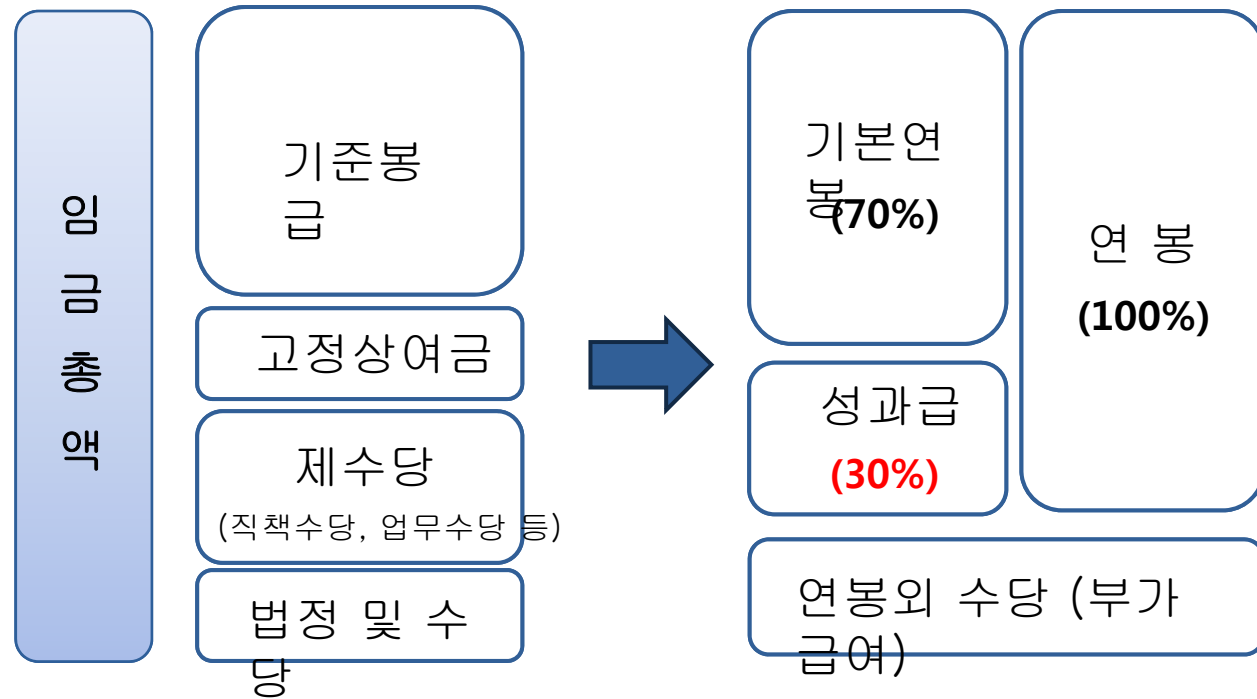 임
금
총
액
기준봉
급
고정상여금
제수당
(직책수당, 업무수당 등)
법정 및 수
당
기본연
봉
(70%)
성과급
(30%)
연 봉
(100%)
연봉외 수당 (부가
급여)